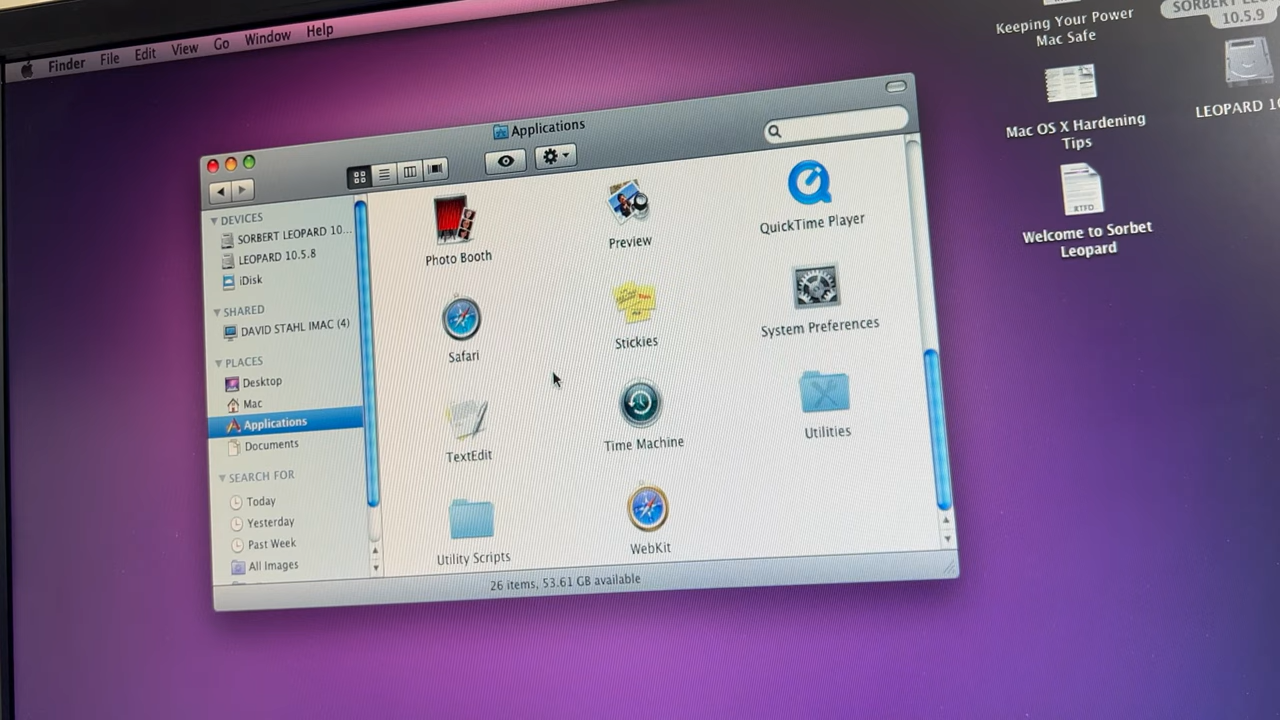 Finder File Edit View Go Window Help
10.5.9
Keeping Your Power
Mac Safe
LEOPARD
Mac OS X Hardening
Tips
RTFD
Welcome to Sorbet
Leopard
Applications
DEVICES
SORBERT LEOPARD 10...
LEOPARD 10.5.8
iDisk
SHARED
DAVID STAHL IMAC (4)
PLACES
Desktop
Mac
Applications
Documents
SEARCH FOR
Today
Yesterday
Past Week
All Images
Photo Booth
Preview
QuickTime Player
Safari
Stickies
System Preferences
TextEdit
Time Machine
Utilities
Utility Scripts
WebKit
26 items, 53.61 GB available